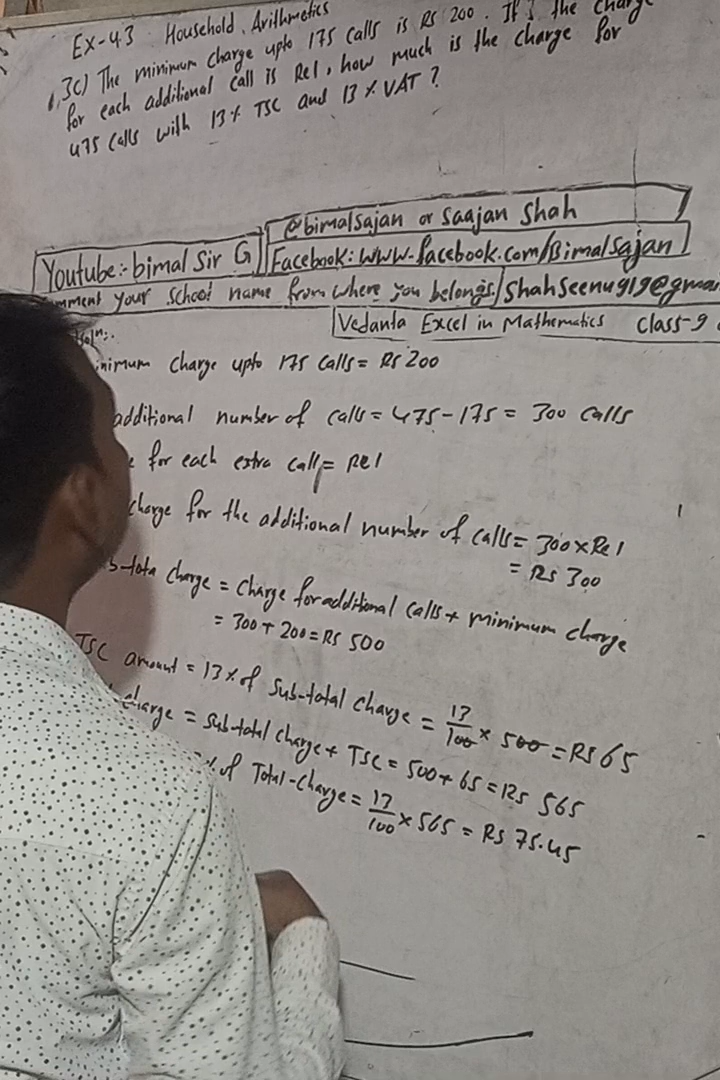 Ex-4.3 Household Arithmetics
3c) The minimum charge upto 175 calls is Rs 200. If the charge
for each additional call is Re1, how much is the charge for
475 calls with 13% TSC and 13% VAT?
@bimalsajan or Saajan Shah
Youtube:- bimal Sir G Facebook: www.facebook.com/Bimalsajan
mment your school name from where you belongs/ Shahseenu919@gmai
Soln:-
Vedanta Excel in Mathematics Class-9
inimum charge upto 175 calls = Rs 200
additional number of calls = 475-175 = 300 calls
e for each extra call = Re1
charge for the additional number of calls = 300×Re1
= Rs 300
b-tota charge = charge for additional calls + minimum charge
= 300+200 = Rs 500
TSC amount = 13% of Sub-total charge = 13/100 × 500 = Rs 65
charge = Sub-total charge + TSC = 500+65 = Rs 565
% of Total-charge = 13/100 × 565 = Rs 75.45